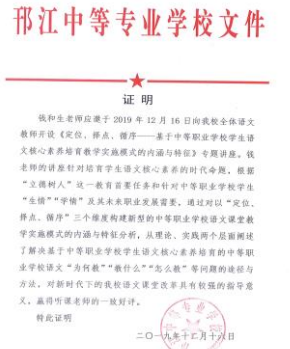 邗江中等专业学校文件
证 明
钱和生老师应邀于 2019 年 12 月 16 日向我校全体语文
教师开设《定位、择点、循序——基于中等职业学校学生语
文核心素养培育教学实施模式的内涵与特征》专题讲座。钱
老师的讲座针对培育学生语文核心素养的时代命题，根据
“立德树人”这一教育首要任务和针对中等职业学校学生
“生情”“学情”及其未来职业发展需要，通过对以“定位、
择点、循序”三个维度构建新型的中等职业学校语文课堂教
学实施模式的内涵与特征分析，从理论、实践两个层面阐述
了解决基于中等职业学校学生语文核心素养培育的中等职
业学校语文“为何教”“教什么”“怎么教”等问题的途径与
方法，对新时代下的我校语文课堂改革具有较强的指导意
义，赢得听课老师的一致好评。
特此证明
二〇一九年十二月十六日